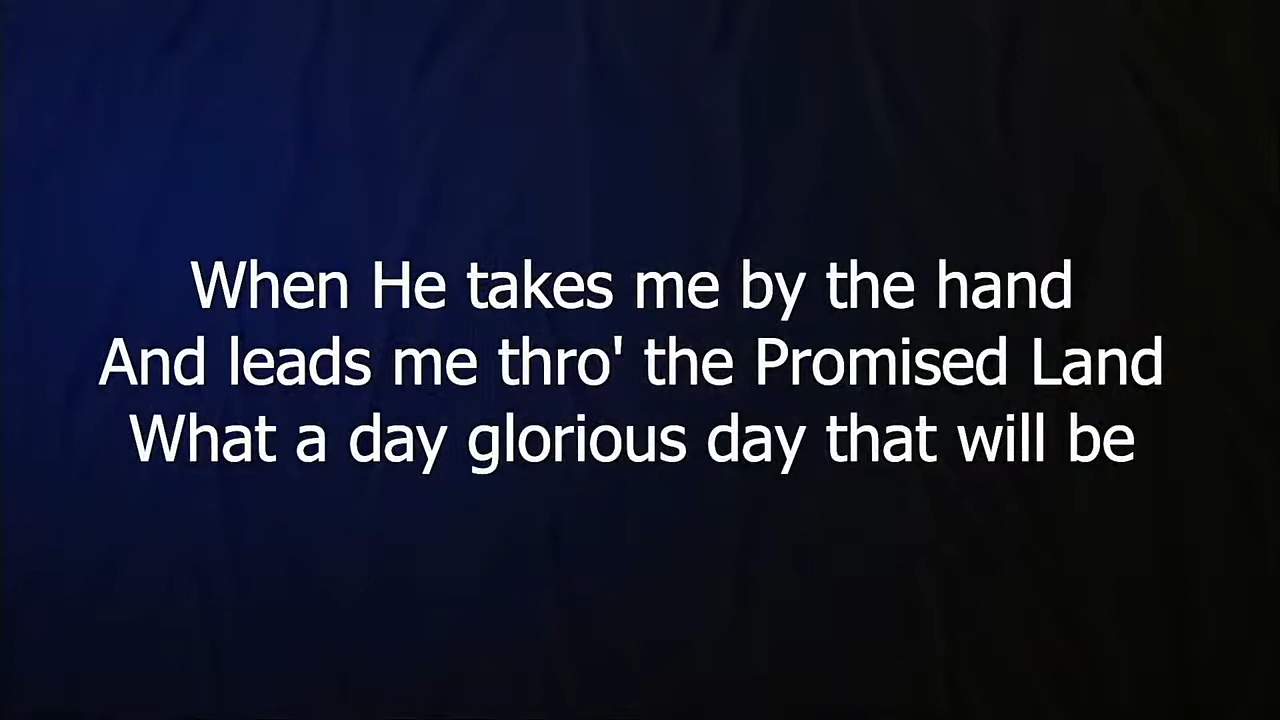 When He takes me by the hand
And leads me thro' the Promised Land
What a day glorious day that will be